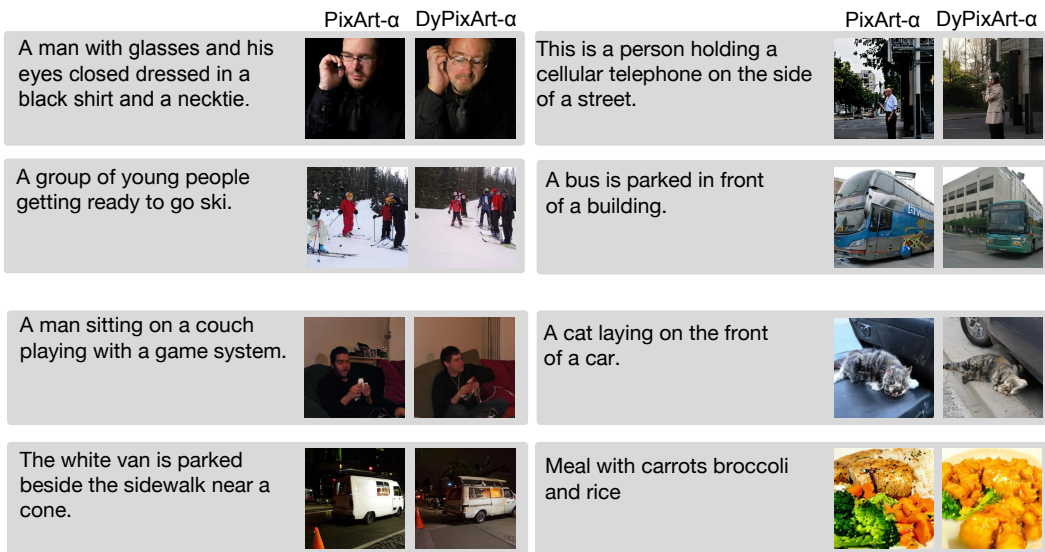 PixArt-α DyPixArt-α
A man with glasses and his
eyes closed dressed in a
black shirt and a necktie.
A group of young people
getting ready to go ski.
A man sitting on a couch
playing with a game system.
The white van is parked
beside the sidewalk near a
cone.
PixArt-α DyPixArt-α
This is a person holding a
cellular telephone on the side
of a street.
A bus is parked in front
of a building.
A cat laying on the front
of a car.
Meal with carrots broccoli
and rice